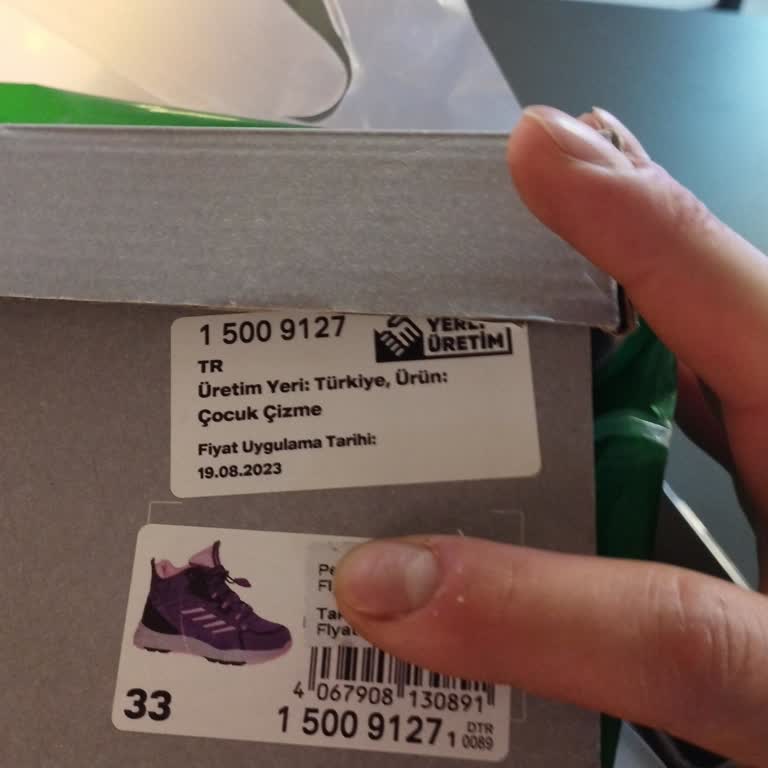 1 500 9127
YERLİ
ÜRETİM
TR
Üretim Yeri: Türkiye, Ürün:
Çocuk Çizme
Fiyat Uygulama Tarihi:
19.08.2023
33
4 067908 130891
1 500 9127 1
DTR
0089